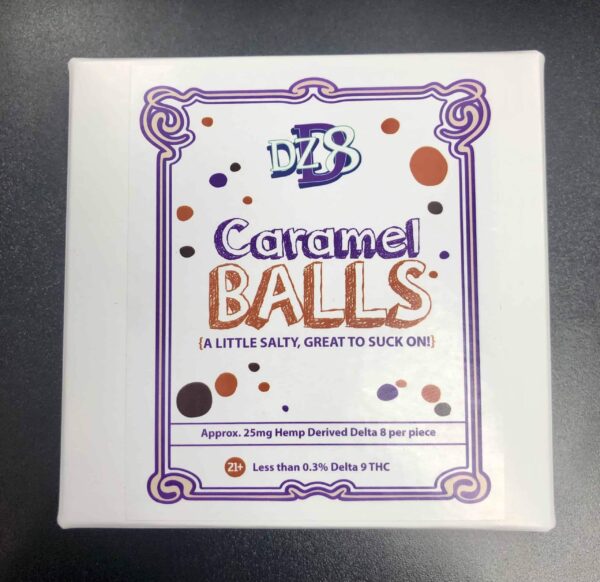 DZD8
Caramel
BALLS
{A LITTLE SALTY, GREAT TO SUCK ON!}
Approx. 25mg Hemp Derived Delta 8 per piece
21+ Less than 0.3% Delta 9 THC